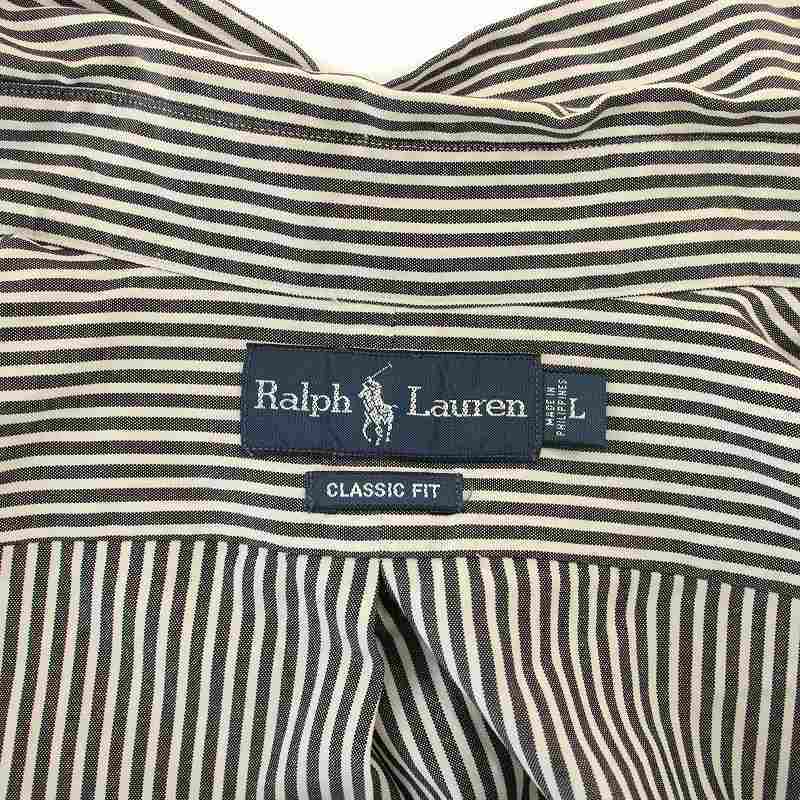 Ralph Lauren
MADE IN
PHILIPPINES
L
CLASSIC FIT